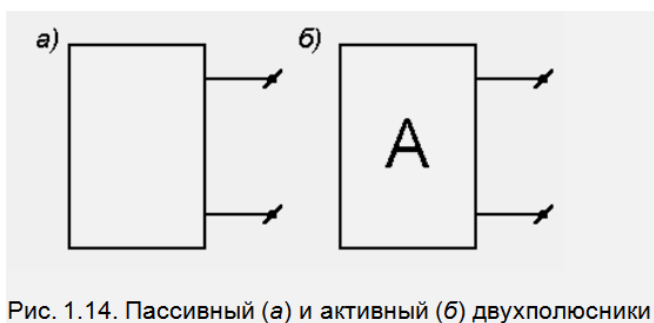 а) б)
А
Рис. 1.14. Пассивный (а) и активный (б) двухполюсники